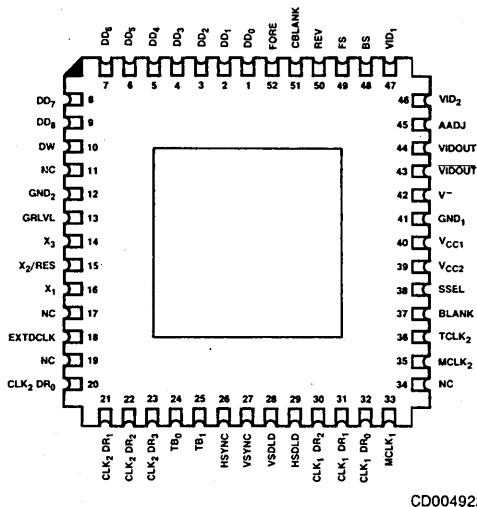 DD₆ DD₅ DD₄ DD₃ DD₂ DD₁ DD₀ FORE CBLANK REV FS BS VID₁
7 6 5 4 3 2 1 52 51 50 49 48 47
DD₇ 8 46 VID₂
DD₈ 9 45 AADJ
DW 10 44 VIDOUT
NC 11 43 V̅I̅D̅O̅U̅T̅
GND₂ 12 42 V⁻
GRLVL 13 41 GND₁
X₃ 14 40 VCC1
X₂/RES 15 39 VCC2
X₁ 16 38 SSEL
NC 17 37 BLANK
EXTDCLK 18 36 TCLK₂
NC 19 35 MCLK₂
CLK₂ DR₀ 20 34 NC
21 22 23 24 25 26 27 28 29 30 31 32 33
CLK₂ DR₁ CLK₂ DR₂ CLK₂ DR₃ TB₀ TB₁ HSYNC VSYNC VSDLD HSDLD CLK₁ DR₂ CLK₁ DR₁ CLK₁ DR₀ MCLK₁